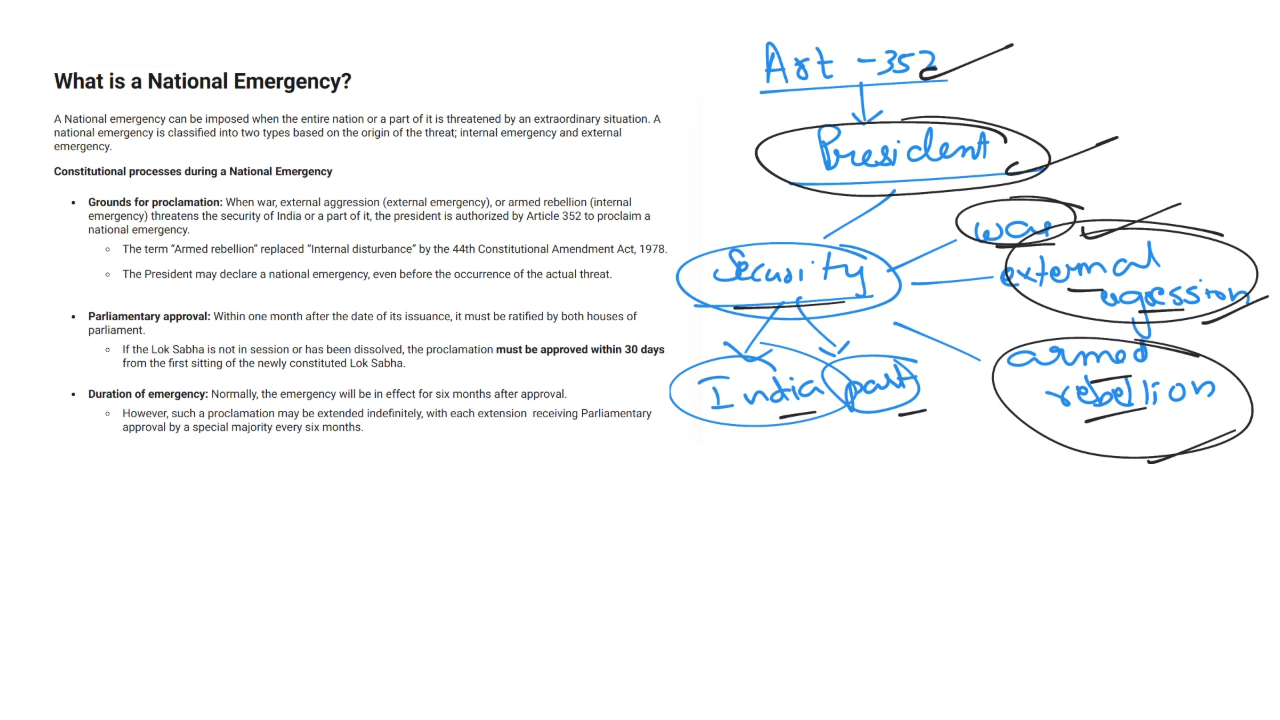 What is a National Emergency?
A National emergency can be imposed when the entire nation or a part of it is threatened by an extraordinary situation. A
national emergency is classified into two types based on the origin of the threat; internal emergency and external
emergency.
Constitutional processes during a National Emergency
Grounds for proclamation: When war, external aggression (external emergency), or armed rebellion (internal
emergency) threatens the security of India or a part of it, the president is authorized by Article 352 to proclaim a
national emergency.
The term “Armed rebellion” replaced “Internal disturbance” by the 44th Constitutional Amendment Act, 1978.
The President may declare a national emergency, even before the occurrence of the actual threat.
Parliamentary approval: Within one month after the date of its issuance, it must be ratified by both houses of
parliament.
If the Lok Sabha is not in session or has been dissolved, the proclamation must be approved within 30 days
from the first sitting of the newly constituted Lok Sabha.
Duration of emergency: Normally, the emergency will be in effect for six months after approval.
However, such a proclamation may be extended indefinitely, with each extension receiving Parliamentary
approval by a special majority every six months.
Art - 352
President
war
Security
external
agression
armed
rebellion
India part